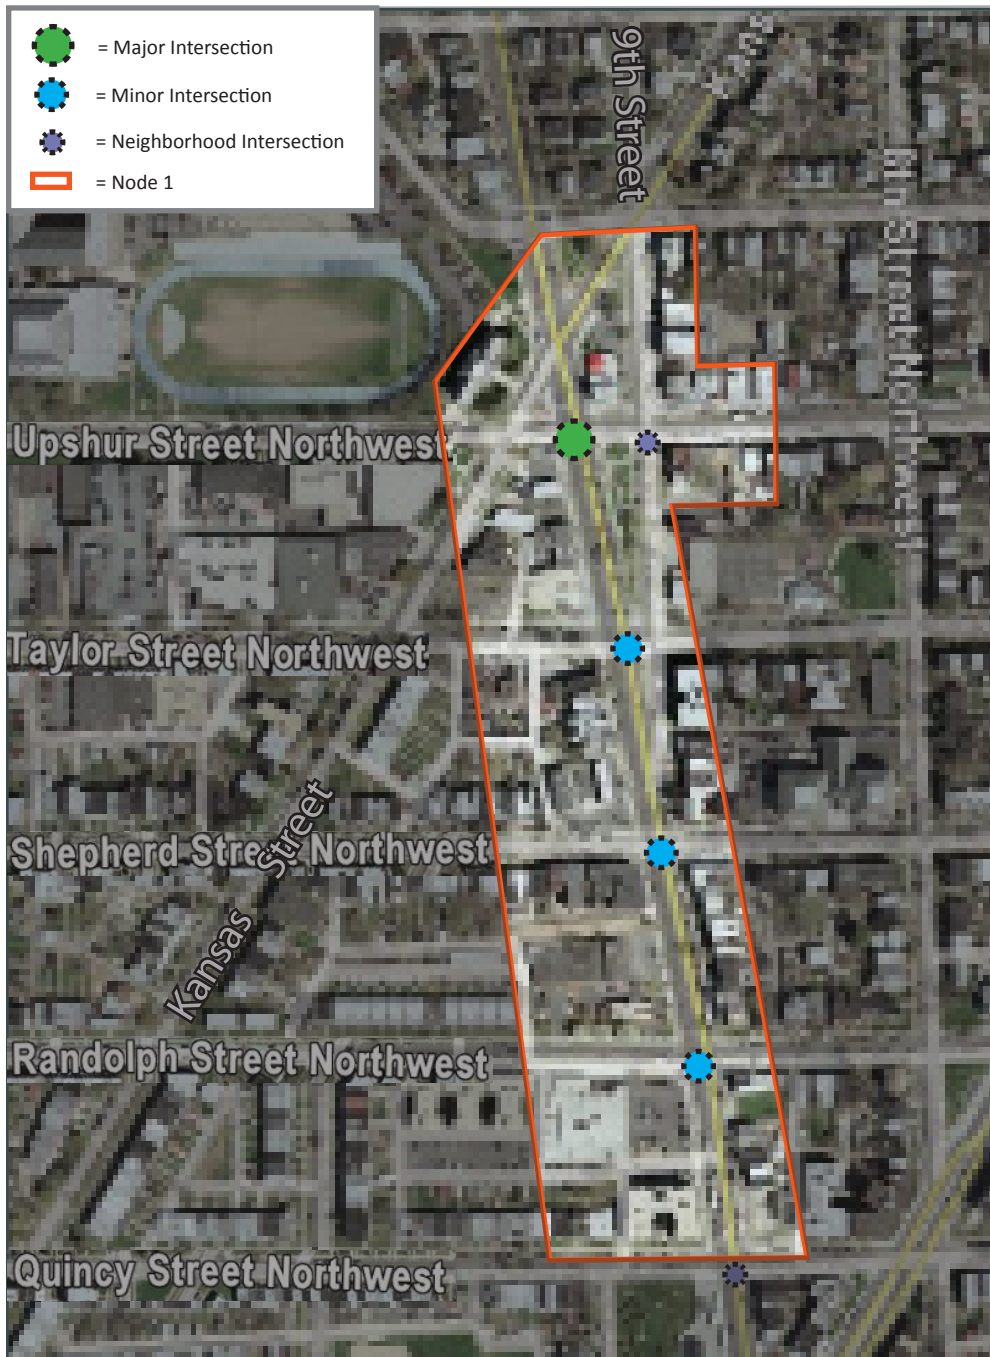 = Major Intersection
= Minor Intersection
= Neighborhood Intersection
= Node 1
9th Street
Upshur Street Northwest
Taylor Street Northwest
Shepherd Street Northwest
Kansas Street
Randolph Street Northwest
Quincy Street Northwest